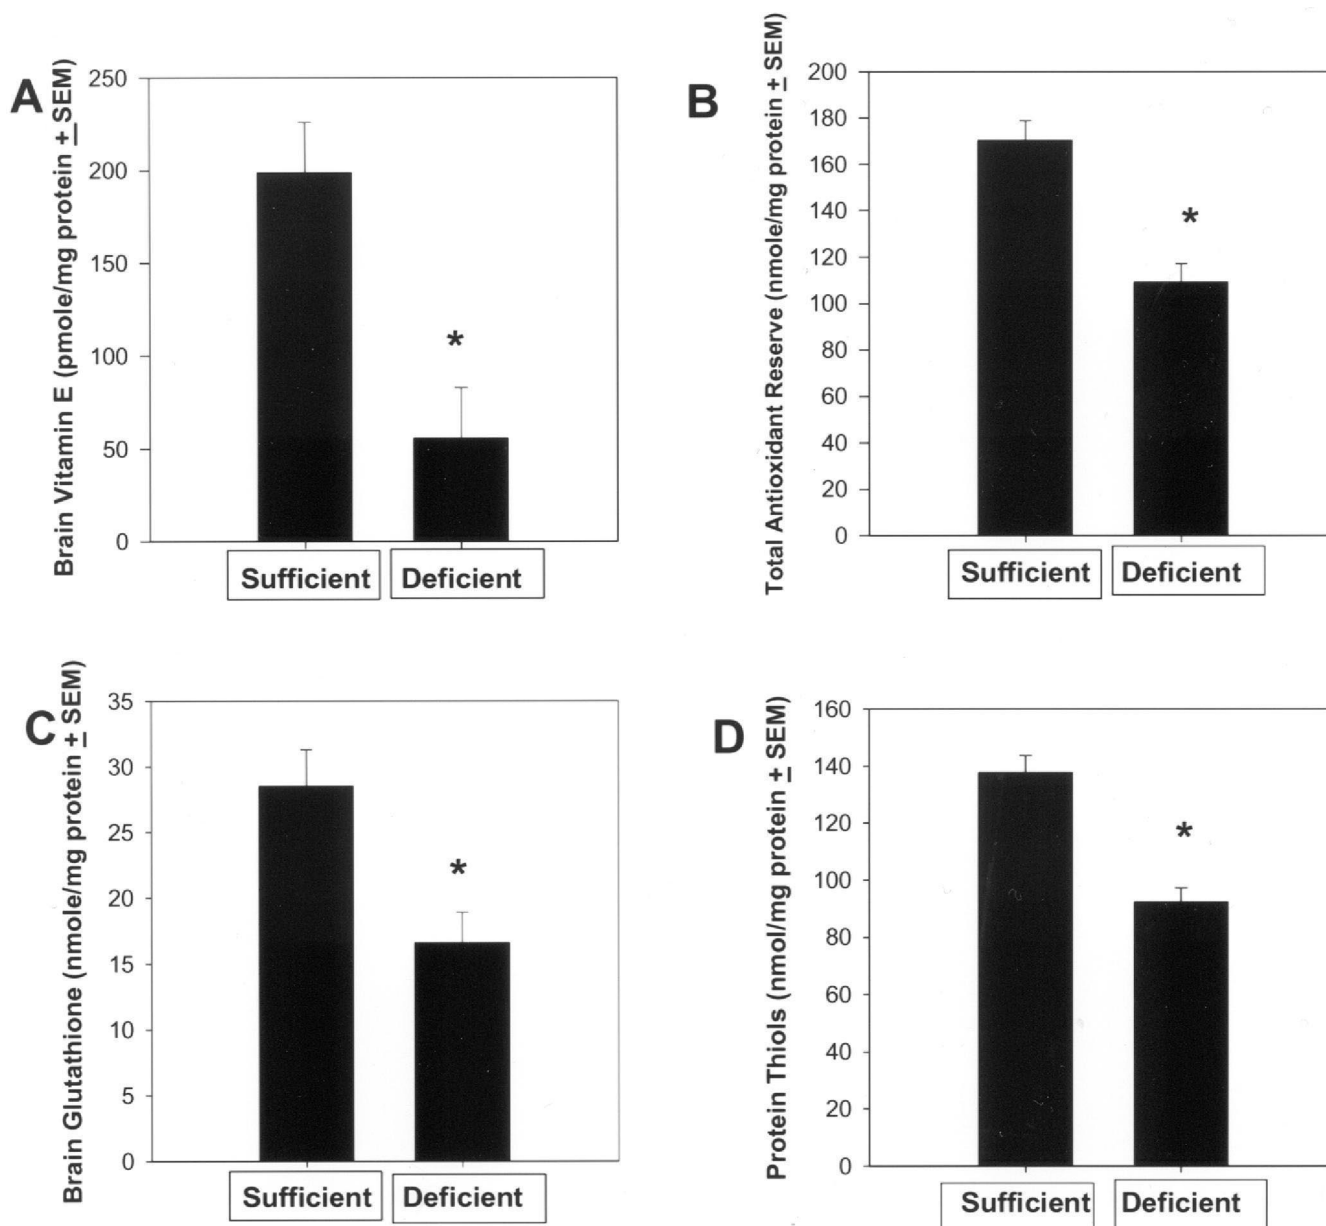 A
Brain Vitamin E (pmole/mg protein ± SEM)
250
200
150
100
50
0
*
Sufficient
Deficient
B
Total Antioxidant Reserve (nmole/mg protein ± SEM)
200
180
160
140
120
100
80
60
40
20
0
*
Sufficient
Deficient
C
Brain Glutathione (nmole/mg protein ± SEM)
35
30
25
20
15
10
5
0
*
Sufficient
Deficient
D
Protein Thiols (nmol/mg protein ± SEM)
160
140
120
100
80
60
40
20
0
*
Sufficient
Deficient